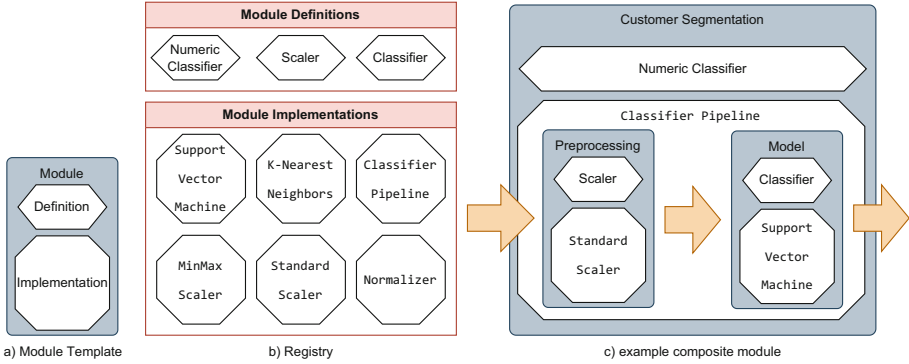 Module
Definition
Implementation
a) Module Template
Module Definitions
Numeric
Classifier
Scaler
Classifier
Module Implementations
Support
Vector
Machine
K-Nearest
Neighbors
Classifier
Pipeline
MinMax
Scaler
Standard
Scaler
Normalizer
b) Registry
Customer Segmentation
Numeric Classifier
Classifier Pipeline
Preprocessing
Scaler
Standard
Scaler
Model
Classifier
Support
Vector
Machine
c) example composite module